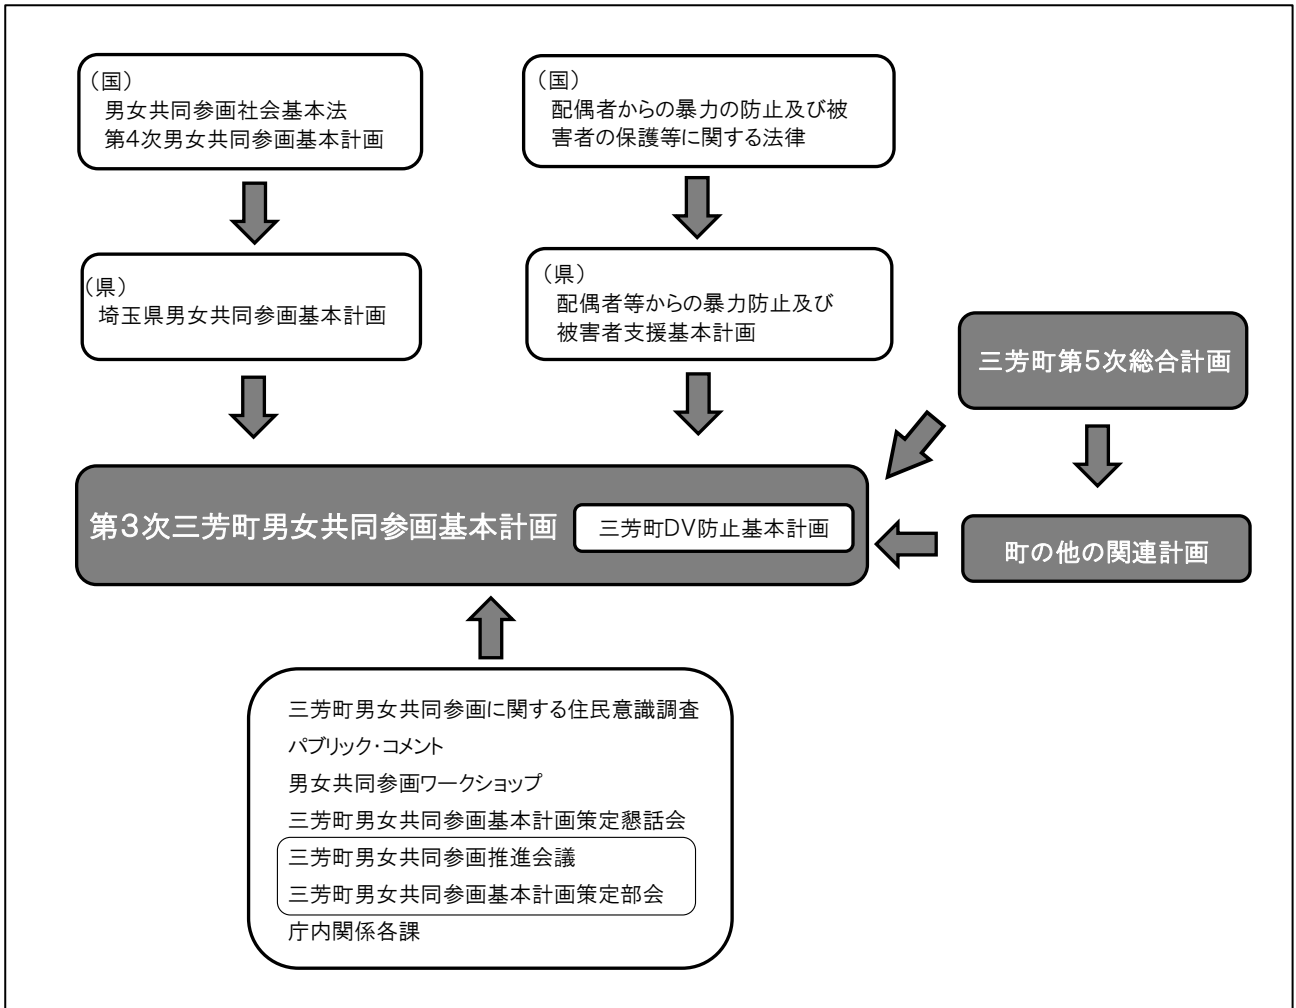 （国）
男女共同参画社会基本法
第4次男女共同参画基本計画
（国）
配偶者からの暴力の防止及び被
害者の保護等に関する法律
（県）
埼玉県男女共同参画基本計画
（県）
配偶者等からの暴力防止及び
被害者支援基本計画
三芳町第５次総合計画
第３次三芳町男女共同参画基本計画
三芳町DV防止基本計画
町の他の関連計画
三芳町男女共同参画に関する住民意識調査
パブリック・コメント
男女共同参画ワークショップ
三芳町男女共同参画基本計画策定懇話会
三芳町男女共同参画推進会議
三芳町男女共同参画基本計画策定部会
庁内関係各課